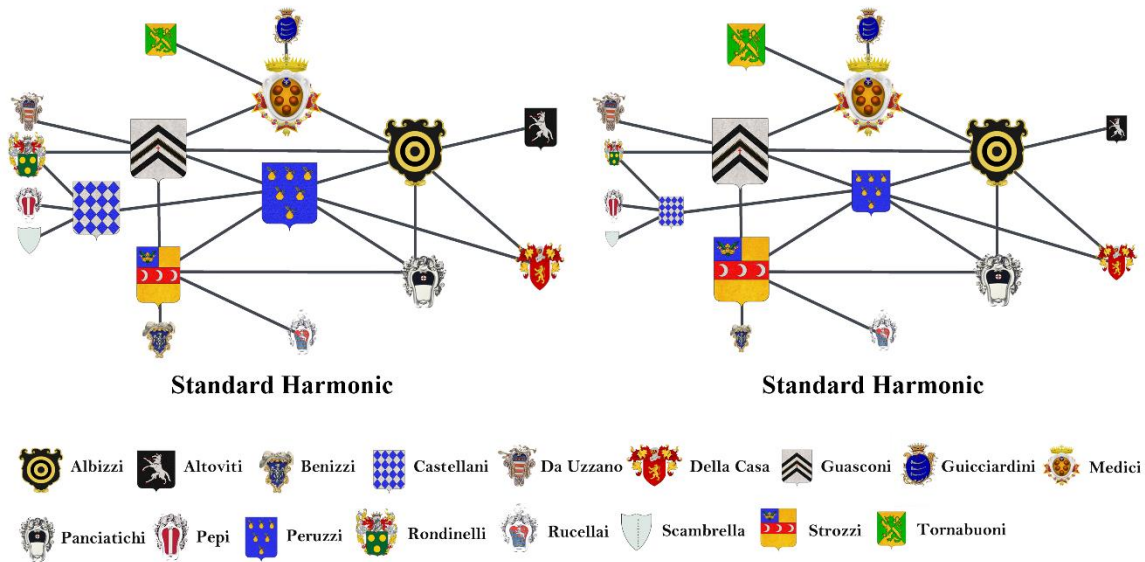 Standard Harmonic
Standard Harmonic
Albizzi Altoviti Benizzi Castellani Da Uzzano Della Casa Guasconi Guicciardini Medici
Panciatichi Pepi Peruzzi Rondinelli Rucellai Scambrella Strozzi Tornabuoni